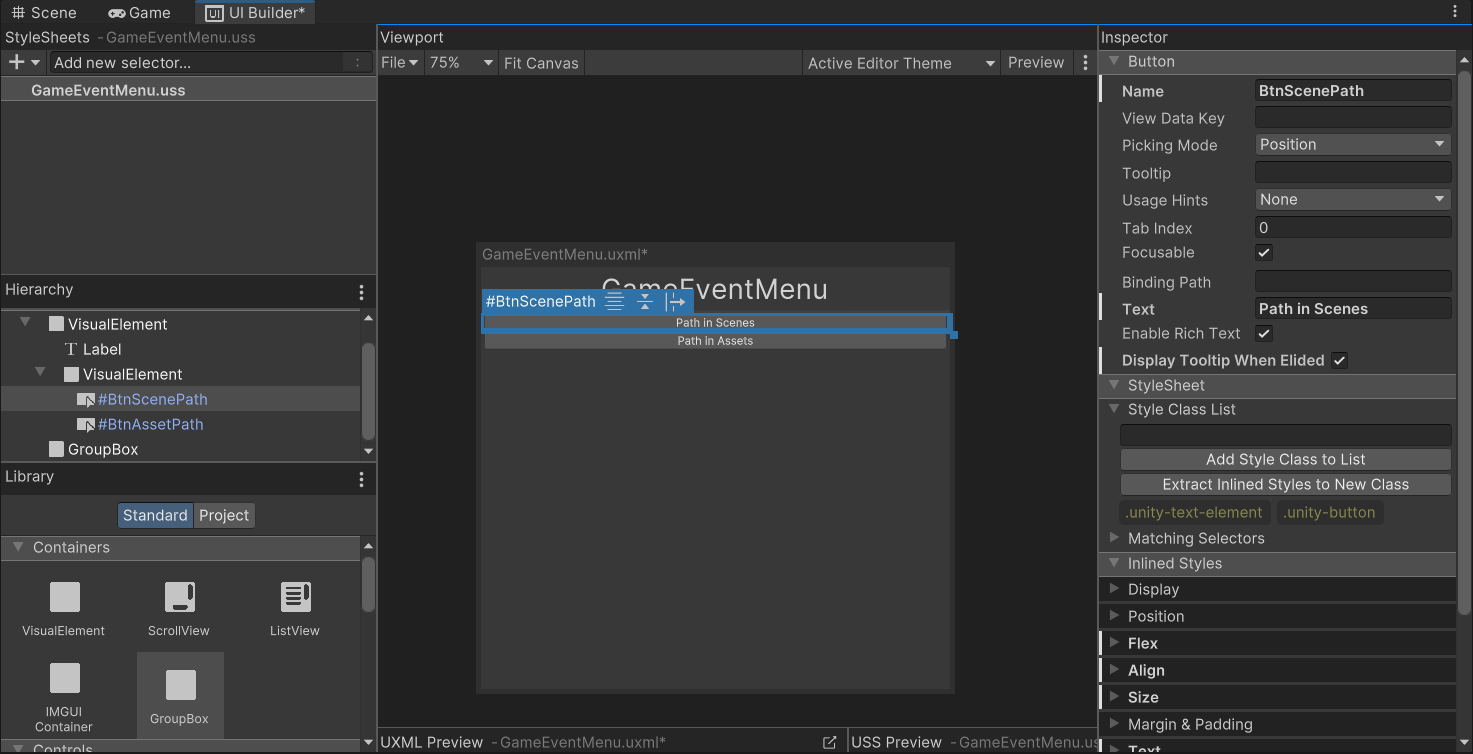 Scene Game UI Builder*
StyleSheets - GameEventMenu.uss
Add new selector...
GameEventMenu.uss
Hierarchy
VisualElement
Label
VisualElement
#BtnScenePath
#BtnAssetPath
GroupBox
Library
Standard Project
Containers
VisualElement ScrollView ListView
IMGUI
Container
GroupBox
Controls
Viewport
File 75% Fit Canvas Active Editor Theme Preview
GameEventMenu.uxml*
GameEventMenu
#BtnScenePath
Path in Scenes
Path in Assets
UXML Preview - GameEventMenu.uxml*
USS Preview - GameEventMenu.us
Inspector
Button
Name BtnScenePath
View Data Key
Picking Mode Position
Tooltip
Usage Hints None
Tab Index 0
Focusable
Binding Path
Text Path in Scenes
Enable Rich Text
Display Tooltip When Elided
StyleSheet
Style Class List
Add Style Class to List
Extract Inlined Styles to New Class
.unity-text-element .unity-button
Matching Selectors
Inlined Styles
Display
Position
Flex
Align
Size
Margin & Padding
Text